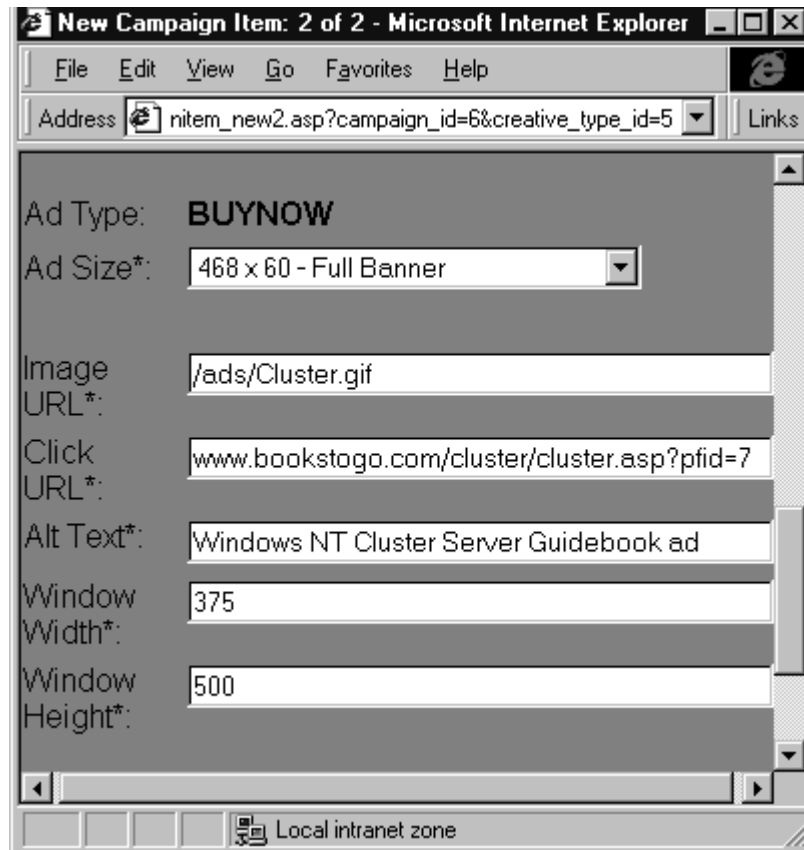 New Campaign Item: 2 of 2 - Microsoft Internet Explorer
File Edit View Go Favorites Help
Address nitem_new2.asp?campaign_id=6&creative_type_id=5 Links
Ad Type: BUYNOW
Ad Size*: 468 x 60 - Full Banner
Image
URL*:
/ads/Cluster.gif
Click
URL*:
www.bookstogo.com/cluster/cluster.asp?pfid=7
Alt Text*: Windows NT Cluster Server Guidebook ad
Window
Width*:
375
Window
Height*:
500
Local intranet zone